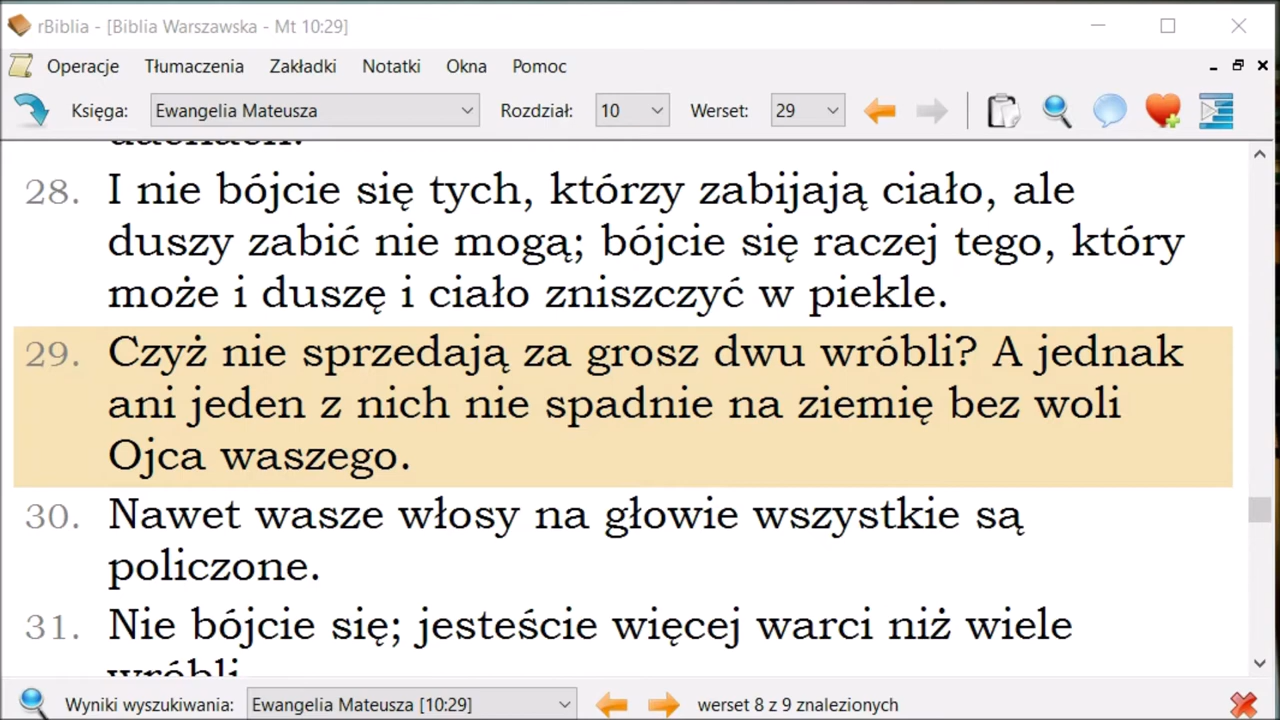 rBiblia - [Biblia Warszawska - Mt 10:29]
Operacje Tłumaczenia Zakładki Notatki Okna Pomoc
Księga: Ewangelia Mateusza Rodział: 10 Werset: 29
dachach.
28. I nie bójcie się tych, którzy zabijają ciało, ale
duszy zabić nie mogą; bójcie się raczej tego, który
może i duszę i ciało zniszczyć w piekle.
29. Czyż nie sprzedają za grosz dwu wróbli? A jednak
ani jeden z nich nie spadnie na ziemię bez woli
Ojca waszego.
30. Nawet wasze włosy na głowie wszystkie są
policzone.
31. Nie bójcie się; jesteście więcej warci niż wiele
wróbli
Wyniki wyszukiwania: Ewangelia Mateusza [10:29] werset 8 z 9 znalezionych